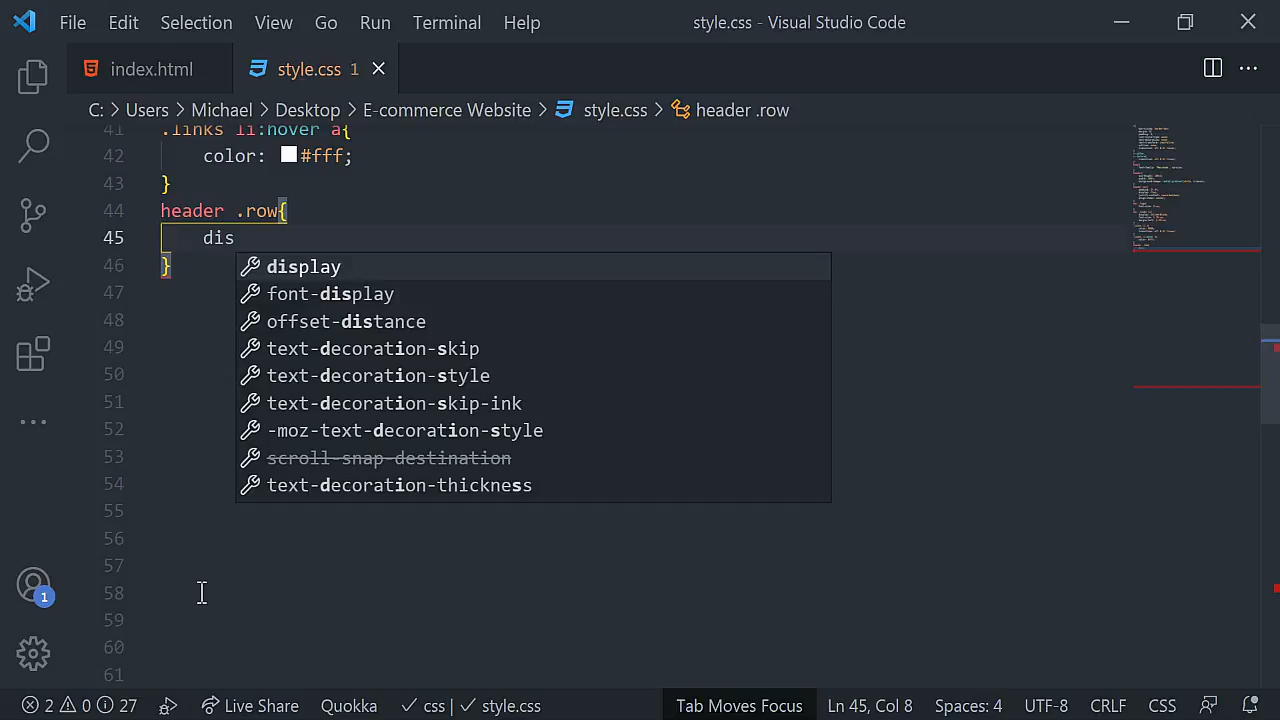 File Edit Selection View Go Run Terminal Help style.css - Visual Studio Code
index.html style.css 1
C: > Users > Michael > Desktop > E-commerce Website > style.css > header .row
41 .links li:hover a{
42 color: #fff;
43 }
44 header .row{
45 dis
46 }
display
47
font-display
48
offset-distance
49
text-decoration-skip
50
text-decoration-style
51
text-decoration-skip-ink
52
-moz-text-decoration-style
53
scroll-snap-destination
54
text-decoration-thickness
55
56
57
58
59
60
61
1
2 0 27 Live Share Quokka css | style.css Tab Moves Focus Ln 45, Col 8 Spaces: 4 UTF-8 CRLF CSS